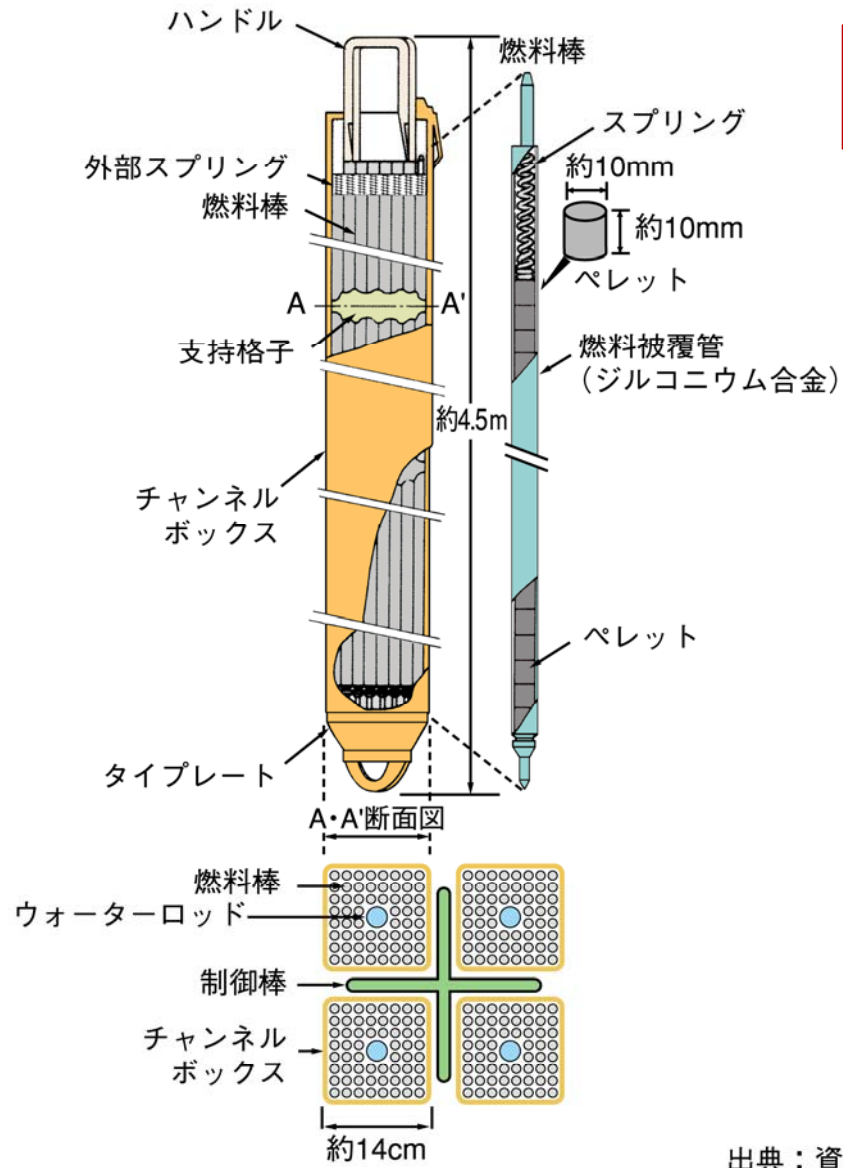 ハンドル
燃料棒
スプリング
約10mm
約10mm
ペレット
外部スプリング
燃料棒
A
A'
支持格子
燃料被覆管
（ジルコニウム合金）
約4.5m
チャンネル
ボックス
ペレット
タイプレート
A・A'断面図
燃料棒
ウォーターロッド
制御棒
チャンネル
ボックス
約14cm
出典：資